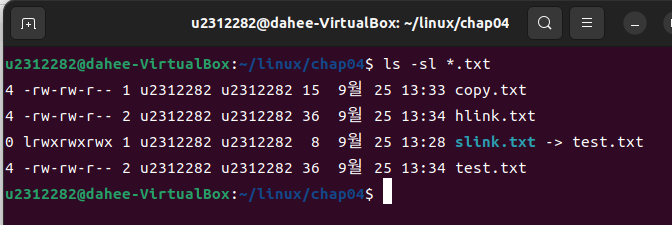 u2312282@dahee-VirtualBox: ~/linux/chap04
u2312282@dahee-VirtualBox:~/linux/chap04$ ls -sl *.txt
4 -rw-rw-r-- 1 u2312282 u2312282 15  9월 25 13:33 copy.txt
4 -rw-rw-r-- 2 u2312282 u2312282 36  9월 25 13:34 hlink.txt
0 lrwxrwxrwx 1 u2312282 u2312282  8  9월 25 13:28 slink.txt -> test.txt
4 -rw-rw-r-- 2 u2312282 u2312282 36  9월 25 13:34 test.txt
u2312282@dahee-VirtualBox:~/linux/chap04$